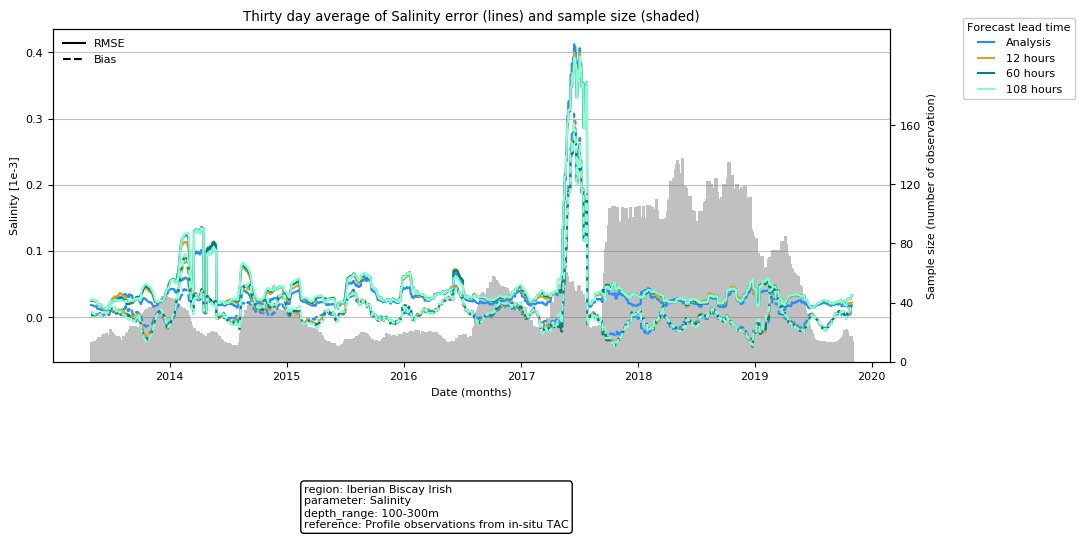 Thirty day average of Salinity error (lines) and sample size (shaded)
Forecast lead time
Analysis
12 hours
60 hours
108 hours
RMSE
Bias
0.4
0.3
0.2
0.1
0.0
Salinity [1e-3]
160
120
80
40
0
Sample size (number of observation)
2014 2015 2016 2017 2018 2019 2020
Date (months)
region: Iberian Biscay Irish
parameter: Salinity
depth_range: 100-300m
reference: Profile observations from in-situ TAC